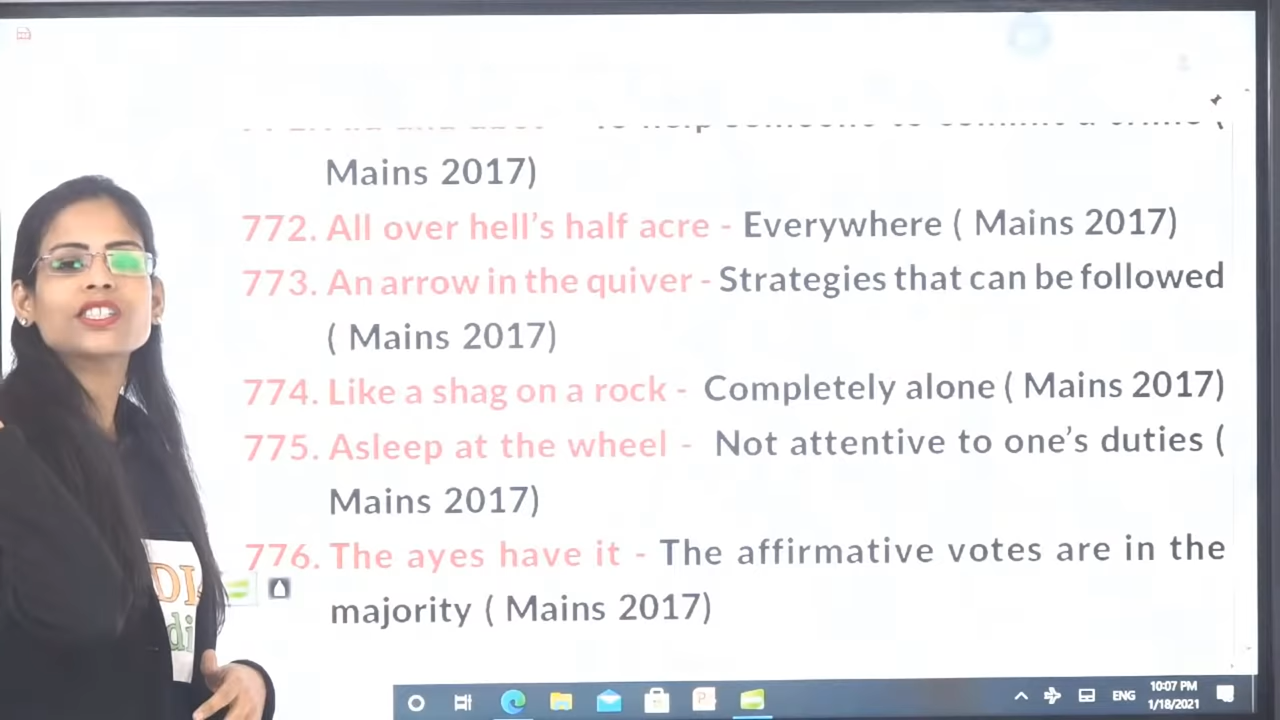 Mains 2017)
772. All over hell's half acre - Everywhere ( Mains 2017)
773. An arrow in the quiver - Strategies that can be followed
( Mains 2017)
774. Like a shag on a rock - Completely alone ( Mains 2017)
775. Asleep at the wheel - Not attentive to one's duties (
Mains 2017)
776. The ayes have it - The affirmative votes are in the
majority ( Mains 2017)
ENG
10:07 PM
1/18/2021